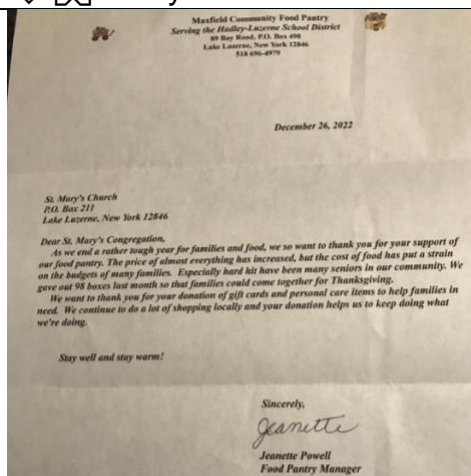 Maxfield Community Food Pantry
Serving the Hadley-Luzerne School District
89 Bay Road, P.O. Box 490
Lake Luzerne, New York 12846
518 696-4979
December 26, 2022
St. Mary's Church
P.O. Box 211
Lake Luzerne, New York 12846
Dear St. Mary's Congregation,
As we end a rather tough year for families and food, we so want to thank you for your support of
our food pantry. The price of almost everything has increased, but the cost of food has put a strain
on the budgets of many families. Especially hard hit have been many seniors in our community. We
gave out 98 boxes last month so that families could come together for Thanksgiving.
We want to thank you for your donation of gift cards and personal care items to help families in
need. We continue to do a lot of shopping locally and your donation helps us to keep doing what
we're doing.
Stay well and stay warm!
Sincerely,
Jeanette
Jeanette Powell
Food Pantry Manager